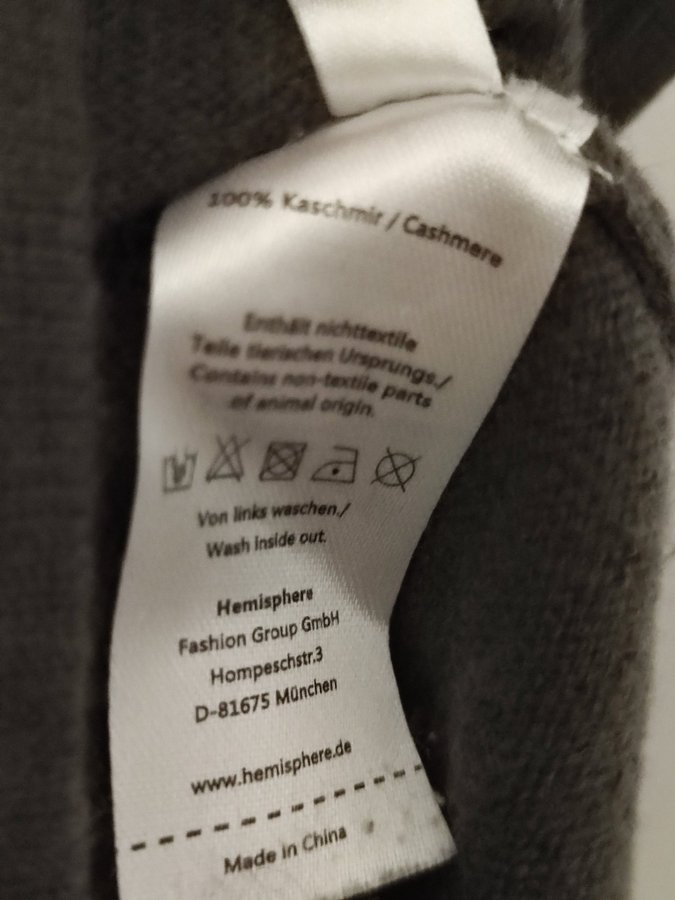 100% Kaschmir / Cashmere
Enthält nichttextile
Teile tierischen Ursprungs./
Contains non-textile parts
of animal origin.
Von links waschen./
Wash inside out.
Hemisphere
Fashion Group GmbH
Hompeschstr.3
D-81675 München
www.hemisphere.de
Made in China